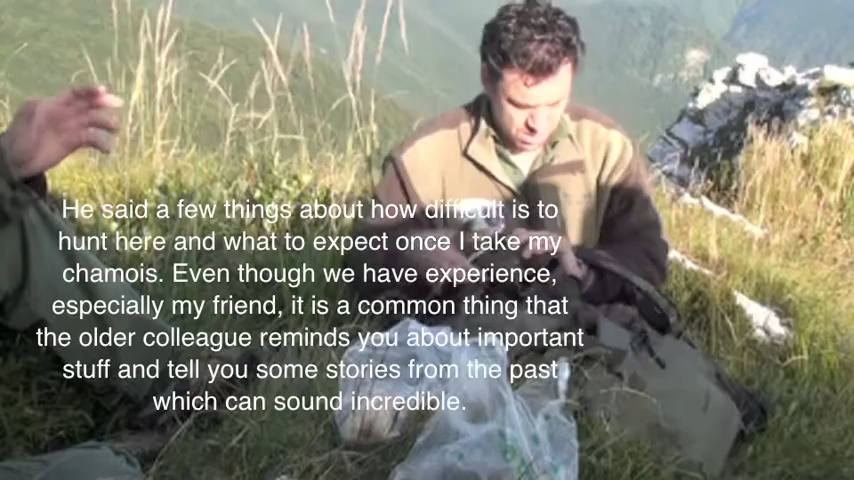 He said a few things about how difficult is to
hunt here and what to expect once I take my
chamois. Even though we have experience,
especially my friend, it is a common thing that
the older colleague reminds you about important
stuff and tell you some stories from the past
which can sound incredible.